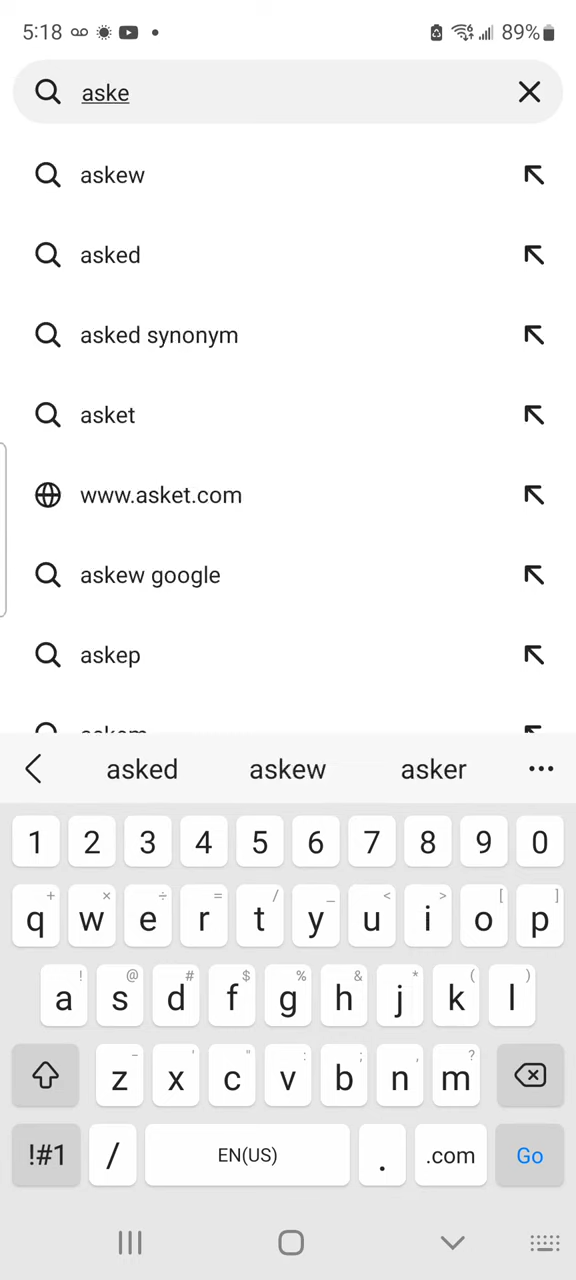 5:18 89%
aske
askew
asked
asked synonym
asket
www.asket.com
askew google
askep
asked askew asker
1 2 3 4 5 6 7 8 9 0
+ × ÷ = / _ < > [ ]
q w e r t y u i o p
! @ # $ % & * ( )
a s d f g h j k l
- ' " : ; , ?
z x c v b n m
!#1 / EN(US) . .com Go